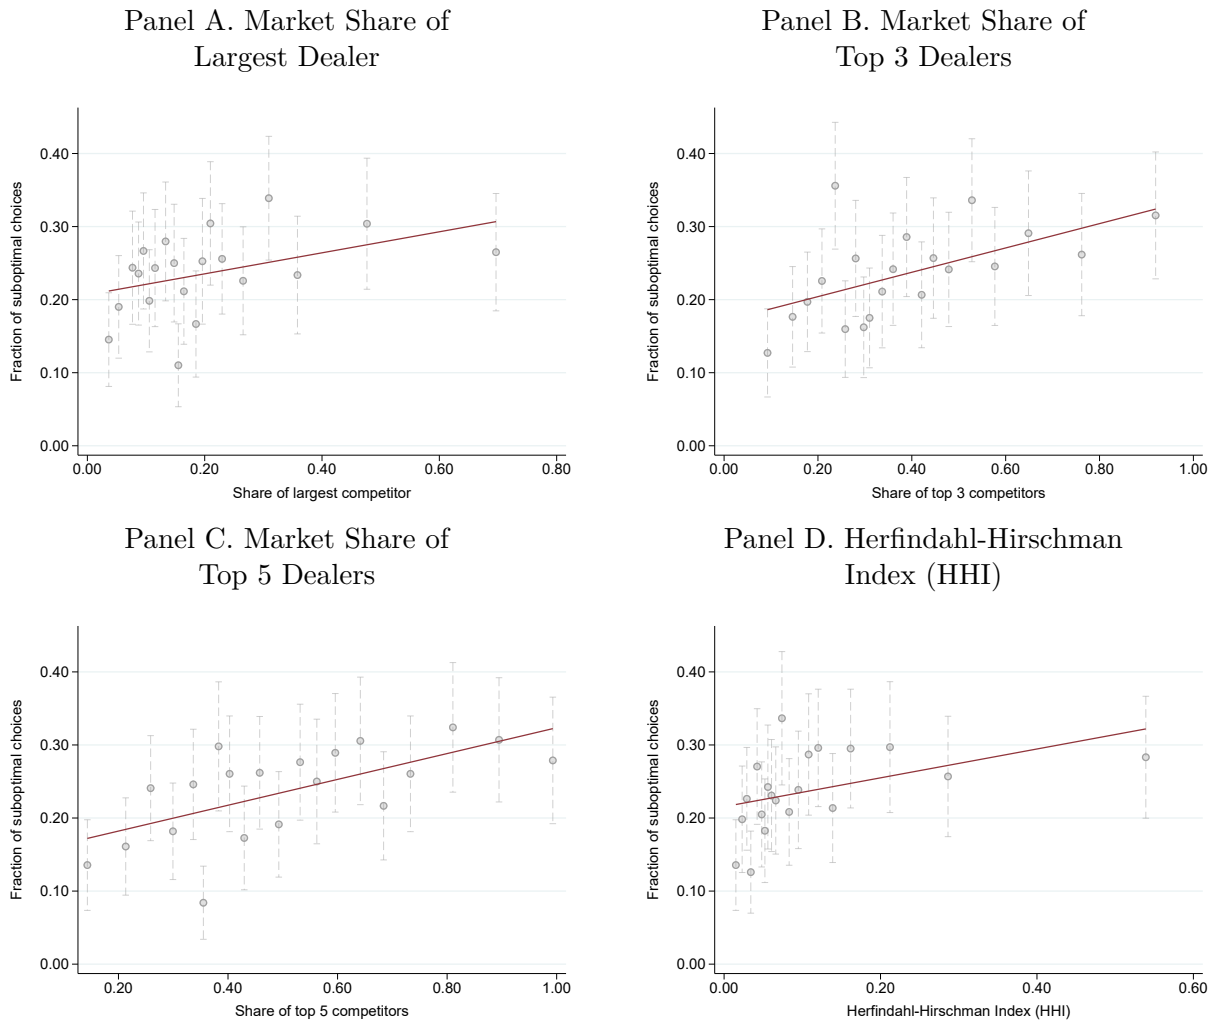 Panel A. Market Share of
Largest Dealer
0.40
0.30
0.20
0.10
0.00
Fraction of suboptimal choices
0.00 0.20 0.40 0.60 0.80
Share of largest competitor
Panel B. Market Share of
Top 3 Dealers
0.40
0.30
0.20
0.10
0.00
Fraction of suboptimal choices
0.00 0.20 0.40 0.60 0.80 1.00
Share of top 3 competitors
Panel C. Market Share of
Top 5 Dealers
0.40
0.30
0.20
0.10
0.00
Fraction of suboptimal choices
0.20 0.40 0.60 0.80 1.00
Share of top 5 competitors
Panel D. Herfindahl-Hirschman
Index (HHI)
0.40
0.30
0.20
0.10
0.00
Fraction of suboptimal choices
0.00 0.20 0.40 0.60
Herfindahl-Hirschman Index (HHI)